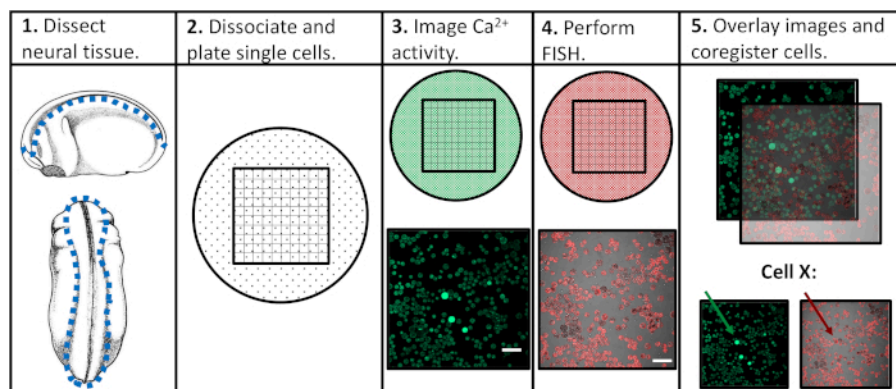 1. Dissect
neural tissue.
2. Dissociate and
plate single cells.
3. Image Ca²⁺
activity.
4. Perform
FISH.
5. Overlay images and
coregister cells.
Cell X: